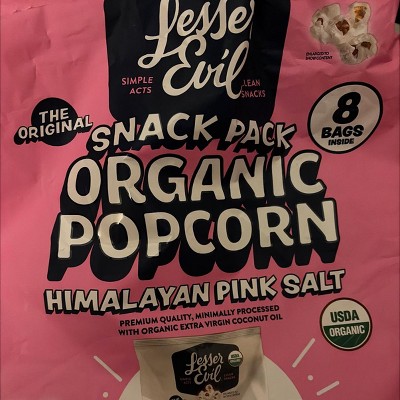 Lesser
Evil
SIMPLE
ACTS
CLEAN
SNACKS
ENLARGED TO
SHOW CONTENT
THE
ORIGINAL
8
BAGS
INSIDE
SNACK PACK
ORGANIC
POPCORN
HIMALAYAN PINK SALT
PREMIUM QUALITY, MINIMALLY PROCESSED
WITH ORGANIC EXTRA VIRGIN COCONUT OIL
USDA
ORGANIC
Lesser
Evil